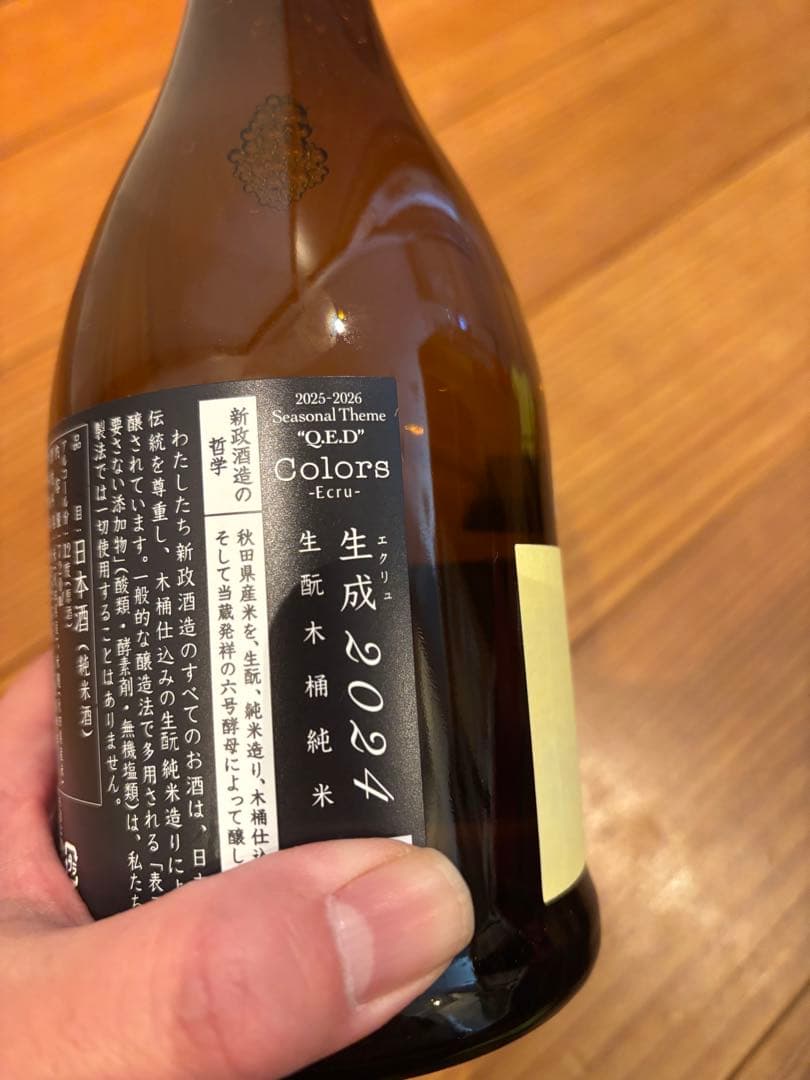 2025-2026
Seasonal Theme
"Q.E.D"
Colors
-Ecru-
エクリュ
生成 2024
生酛木桶純米
新政酒造の
哲学
秋田県産米を、生酛、純米造り、木桶仕込
そして当蔵発祥の六号酵母によって醸し
わたしたち新政酒造のすべてのお酒は、日
伝統を尊重し、木桶仕込みの生酛純米造りによ
醸されています。一般的な醸造法で多用される「表
要さない添加物」(酸類・酵素剤・無機塩類)は、私たち
製法では一切使用することはありません。
品 目 日本酒(純米酒)